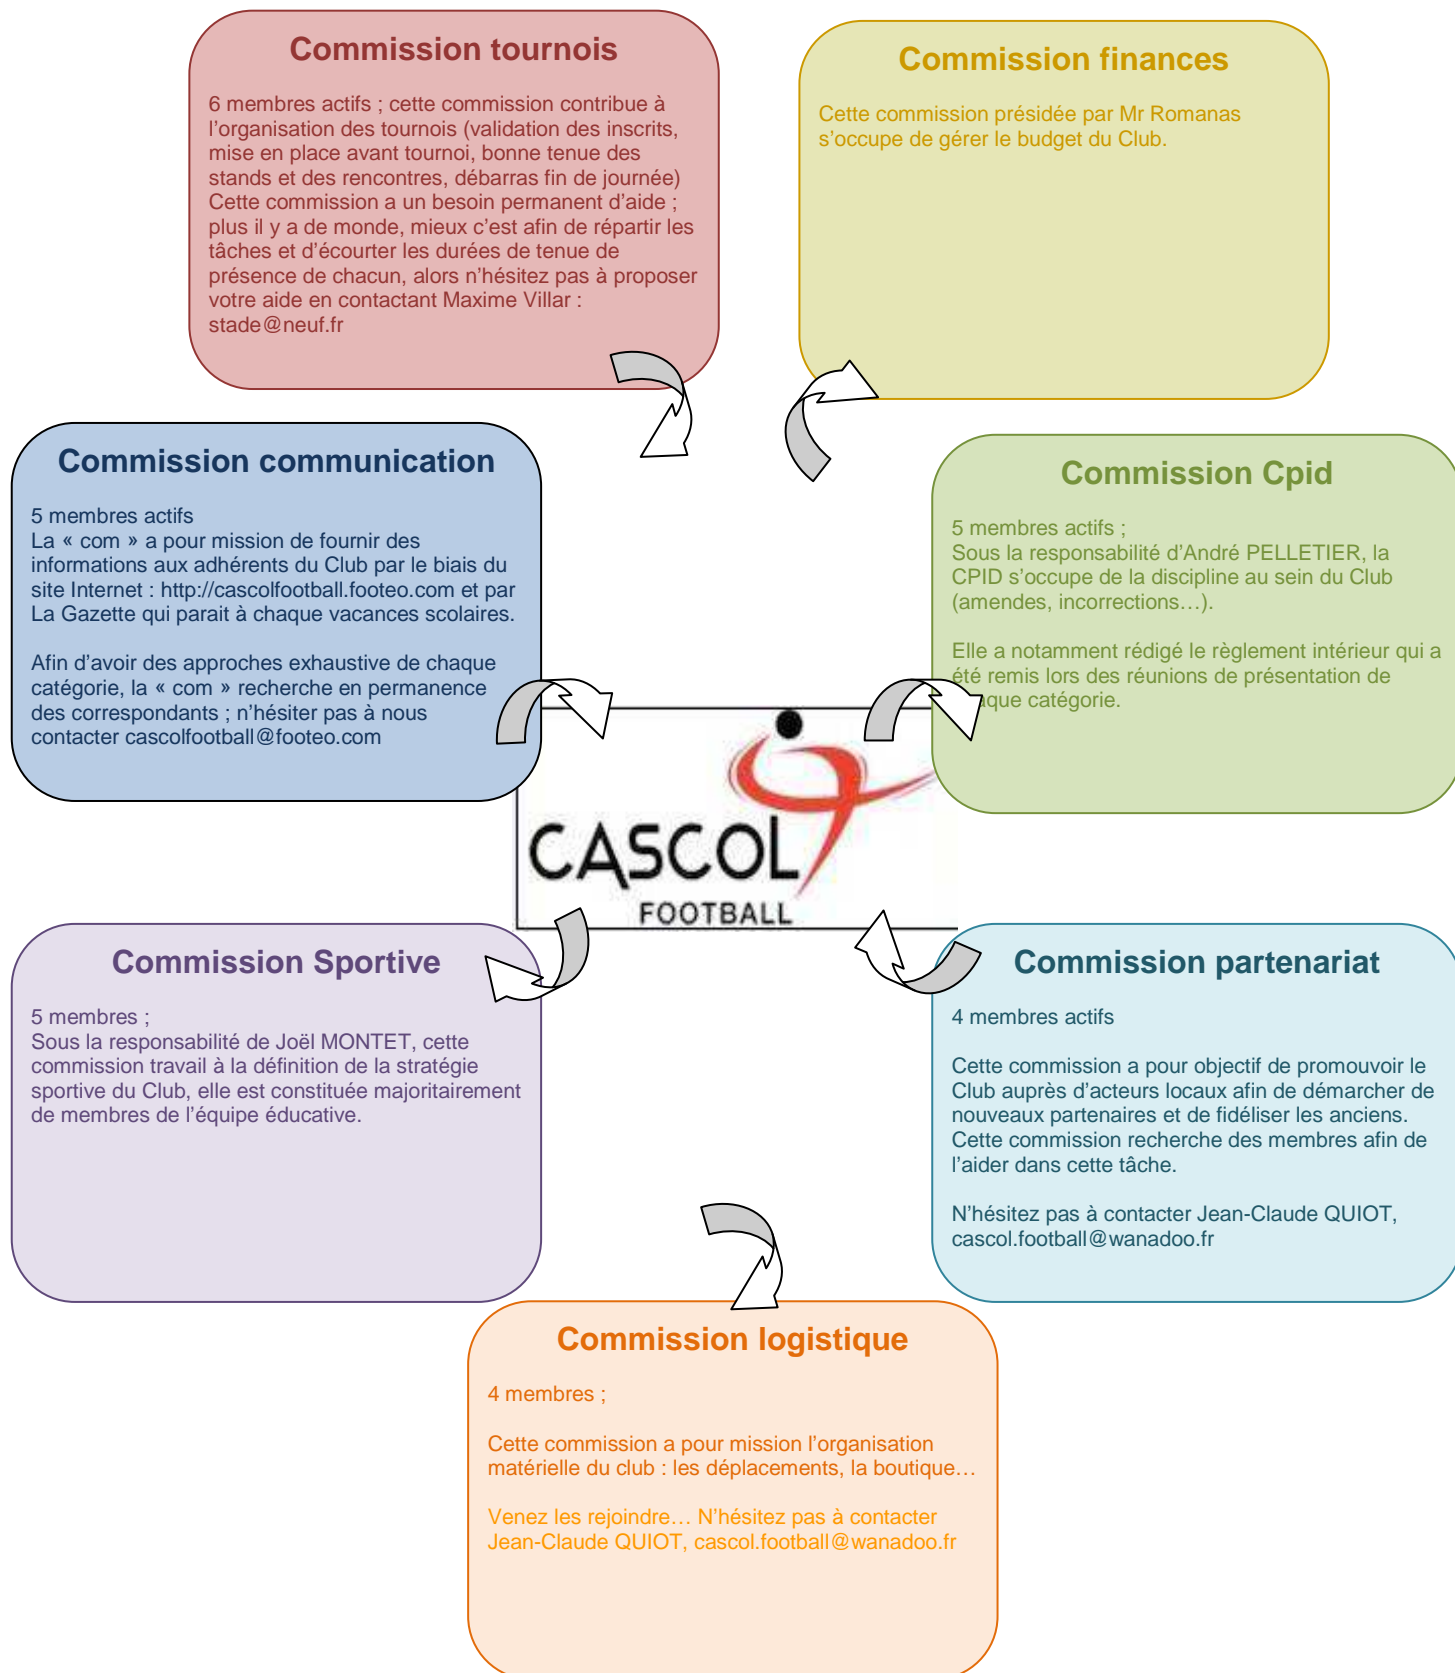 Commission tournois
6 membres actifs ; cette commission contribue à
l’organisation des tournois (validation des inscrits,
mise en place avant tournoi, bonne tenue des
stands et des rencontres, débarras fin de journée)
Cette commission a un besoin permanent d’aide ;
plus il y a de monde, mieux c’est afin de répartir les
tâches et d’écourter les durées de tenue de
présence de chacun, alors n’hésitez pas à proposer
votre aide en contactant Maxime Villar :
stade@neuf.fr
Commission finances
Cette commission présidée par Mr Romanas
s’occupe de gérer le budget du Club.
Commission communication
5 membres actifs
La « com » a pour mission de fournir des
informations aux adhérents du Club par le biais du
site Internet : http://cascolfootball.footeo.com et par
La Gazette qui parait à chaque vacances scolaires.
Afin d’avoir des approches exhaustive de chaque
catégorie, la « com » recherche en permanence
des correspondants ; n’hésiter pas à nous
contacter cascolfootball@footeo.com
Commission Cpid
5 membres actifs ;
Sous la responsabilité d’André PELLETIER, la
CPID s’occupe de la discipline au sein du Club
(amendes, incorrections…).
Elle a notamment rédigé le règlement intérieur qui a
été remis lors des réunions de présentation de
catégorie.
CASCOL
FOOTBALL
Commission Sportive
5 membres ;
Sous la responsabilité de Joël MONTET, cette
commission travail à la définition de la stratégie
sportive du Club, elle est constituée majoritairement
de membres de l’équipe éducative.
Commission partenariat
4 membres actifs
Cette commission a pour objectif de promouvoir le
Club auprès d’acteurs locaux afin de démarcher de
nouveaux partenaires et de fidéliser les anciens.
Cette commission recherche des membres afin de
l’aider dans cette tâche.
N’hésitez pas à contacter Jean-Claude QUIOT,
cascol.football@wanadoo.fr
Commission logistique
4 membres ;
Cette commission a pour mission l’organisation
matérielle du club : les déplacements, la boutique…
Venez les rejoindre… N’hésitez pas à contacter
Jean-Claude QUIOT, cascol.football@wanadoo.fr